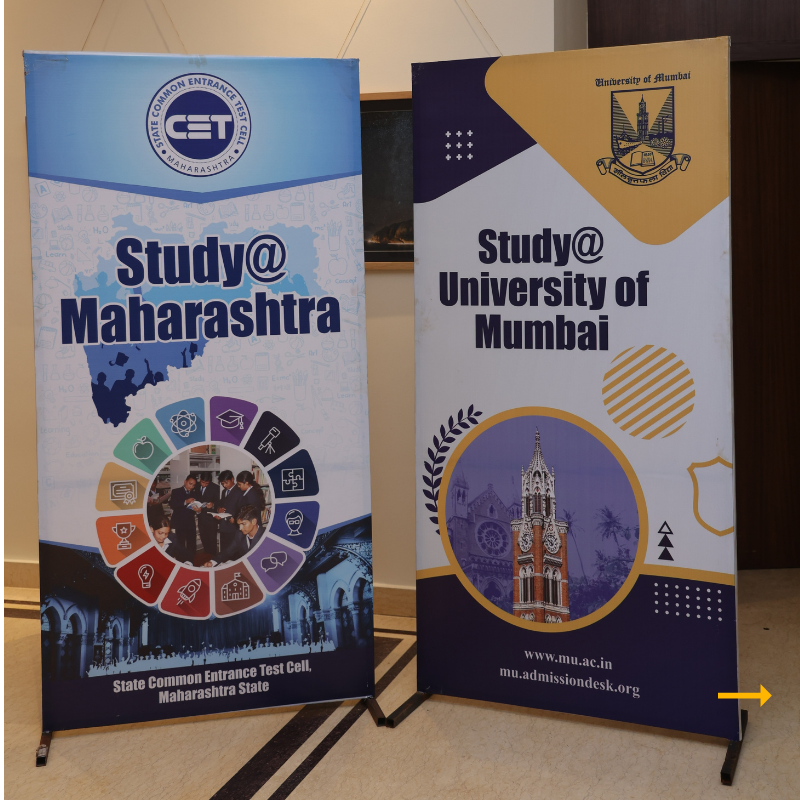 STATE COMMON ENTRANCE TEST CELL
CET
MAHARASHTRA
Study@
Maharashtra
State Common Entrance Test Cell,
Maharashtra State
University of Mumbai
Study@
University of
Mumbai
www.mu.ac.in
mu.admissiondesk.org